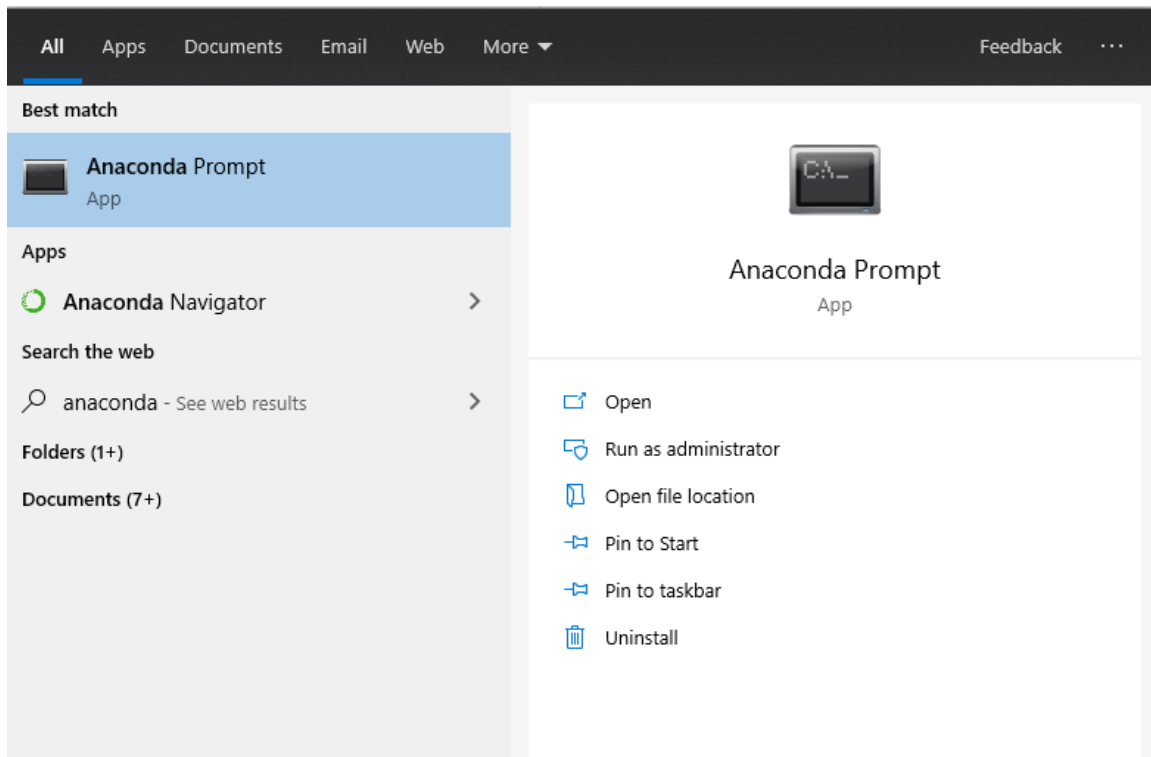 All Apps Documents Email Web More Feedback ...
Best match
Anaconda Prompt
App
Apps
Anaconda Navigator
Search the web
anaconda - See web results
Folders (1+)
Documents (7+)
C:\_
Anaconda Prompt
App
Open
Run as administrator
Open file location
Pin to Start
Pin to taskbar
Uninstall